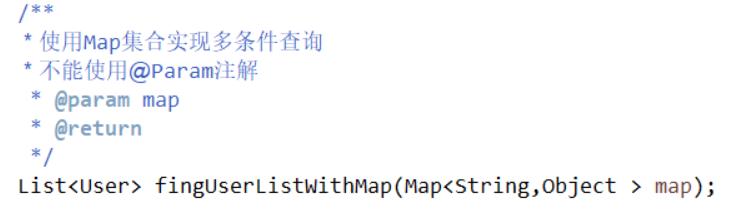 /**
* 使用Map集合实现多条件查询
* 不能使用@Param注解
* @param map
* @return
*/
List<User> fingUserListWithMap(Map<String,Object > map);